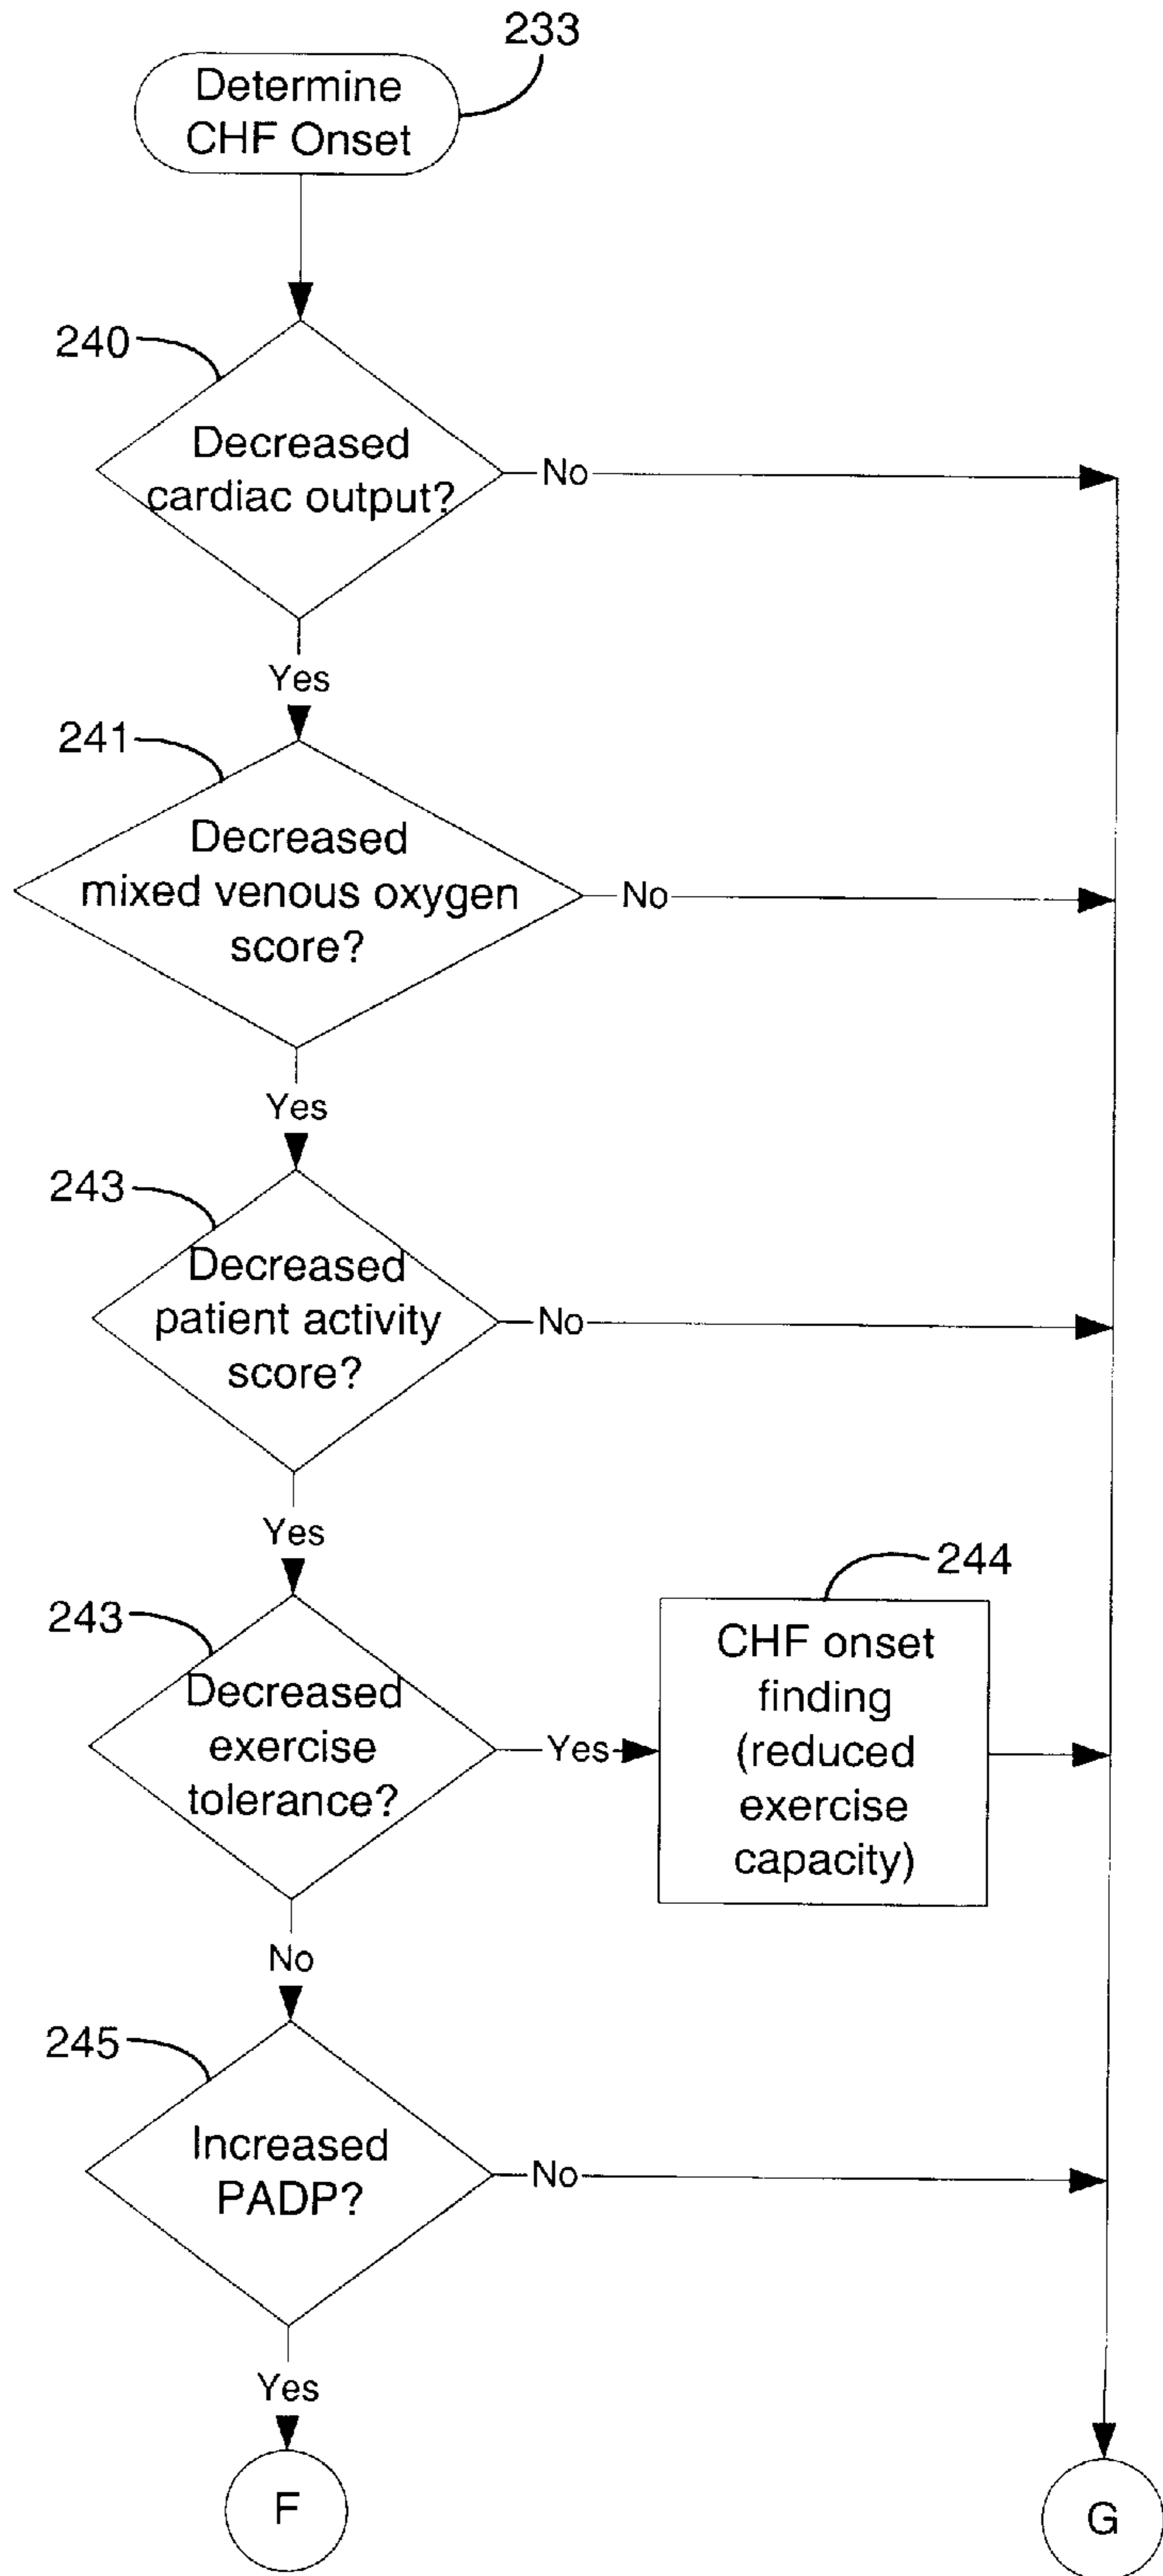 233
Determine
CHF Onset
240
Decreased
cardiac output?
No
Yes
241
Decreased
mixed venous oxygen
score?
No
Yes
243
Decreased
patient activity
score?
No
Yes
243
Decreased
exercise
tolerance?
Yes
244
CHF onset
finding
(reduced
exercise
capacity)
No
245
Increased
PADP?
No
Yes
F
G